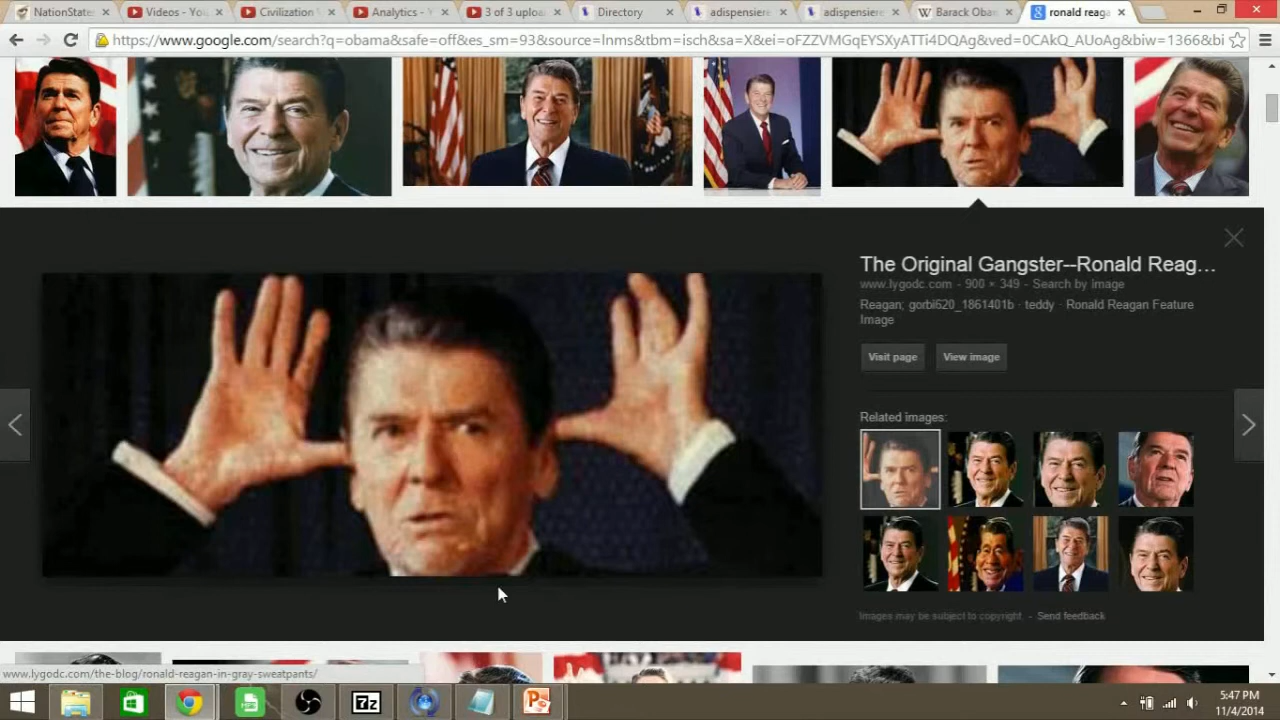 NationState
Videos - You
Civilization
Analytics - Y
3 of 3 uploa
Directory
adispensiere
adispensiere
Barack Oba
ronald reaga
https://www.google.com/search?q=obama&safe=off&es_sm=93&source=lnms&tbm=isch&sa=X&ei=oFZZVMGqEYSXyATTi4DQAg&ved=0CAkQ_AUoAg&biw=1366&bi
The Original Gangster--Ronald Reag...
www.lygodc.com - 900 × 349 - Search by image
Reagan; gorbi620_1861401b · teddy · Ronald Reagan Feature
Image
Visit page
View image
Related images:
Images may be subject to copyright. - Send feedback
www.lygodc.com/the-blog/ronald-reagan-in-gray-sweatpants/
7z
5:47 PM
11/4/2014